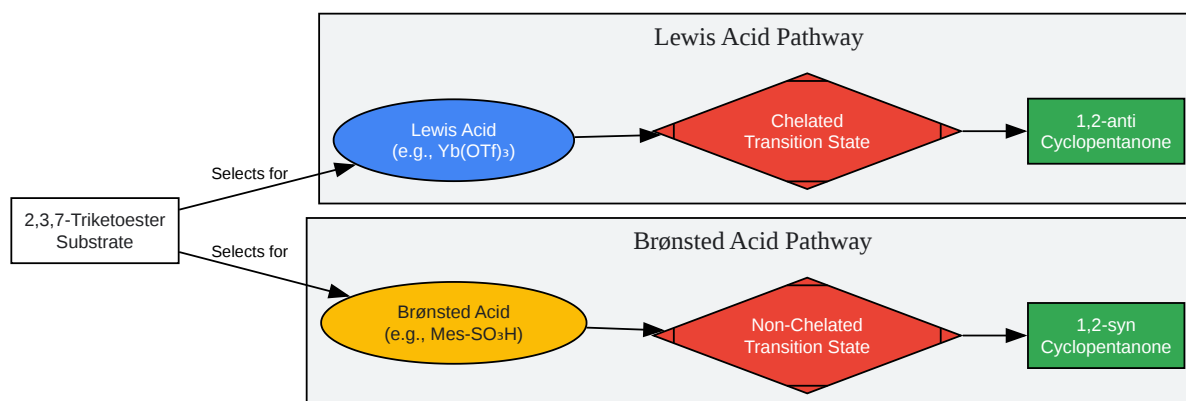 Lewis Acid Pathway
Lewis Acid
(e.g., Yb(OTf)₃)
Chelated
Transition State
1,2-anti
Cyclopentanone
Selects for
2,3,7-Triketoester
Substrate
Selects for
Brønsted Acid Pathway
Brønsted Acid
(e.g., Mes-SO₃H)
Non-Chelated
Transition State
1,2-syn
Cyclopentanone